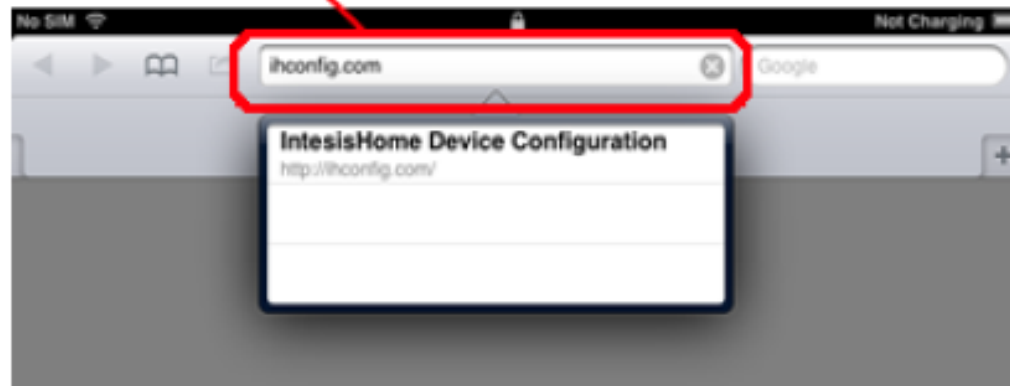 No SIM
Not Charging
ihconfig.com
Google
IntesisHome Device Configuration
http://ihconfig.com/